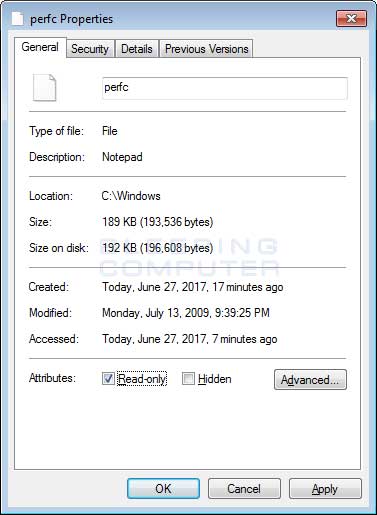 perfc Properties
General Security Details Previous Versions
perfc
Type of file: File
Description: Notepad
Location: C:\Windows
Size: 189 KB (193,536 bytes)
Size on disk: 192 KB (196,608 bytes)
BLEEPING
COMPUTER
Created: Today, June 27, 2017, 17 minutes ago
Modified: Monday, July 13, 2009, 9:39:25 PM
Accessed: Today, June 27, 2017, 7 minutes ago
Attributes: Read-only Hidden Advanced...
OK Cancel Apply